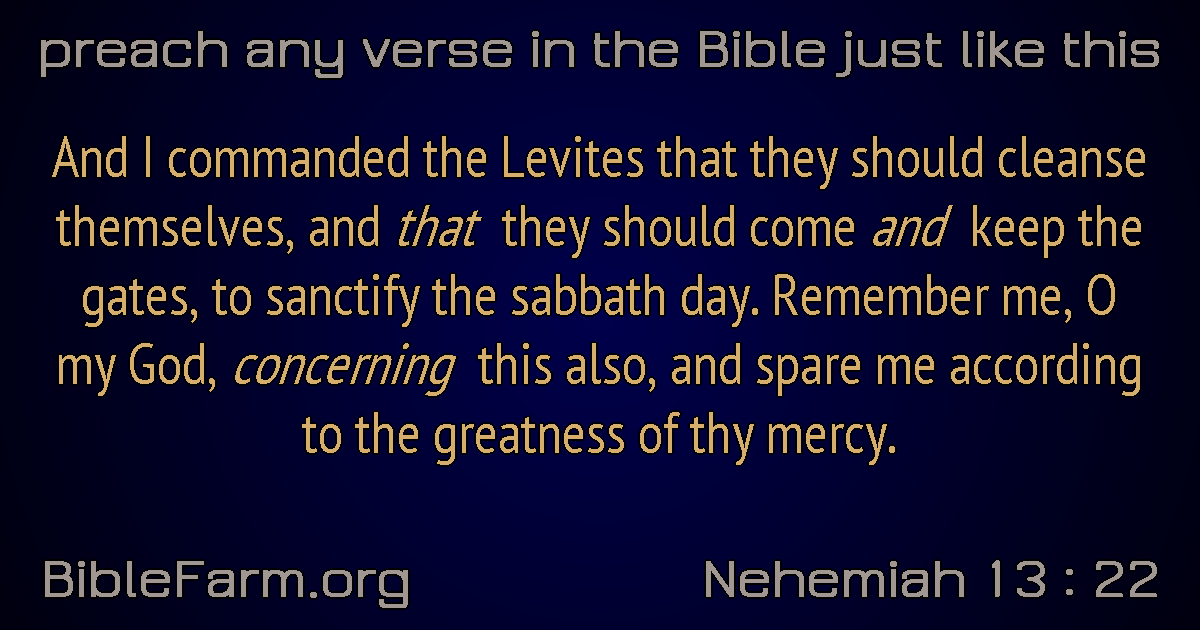 preach any verse in the Bible just like this
And I commanded the Levites that they should cleanse
themselves, and that they should come and keep the
gates, to sanctify the sabbath day. Remember me, O
my God, concerning this also, and spare me according
to the greatness of thy mercy.
BibleFarm.org
Nehemiah 13 : 22